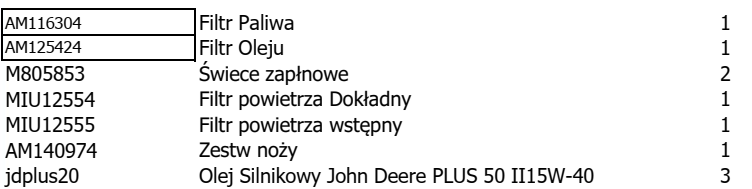 AM116304 Filtr Paliwa 1
AM125424 Filtr Oleju 1
M805853 Świece zapłnowe 2
MIU12554 Filtr powietrza Dokładny 1
MIU12555 Filtr powietrza wstępny 1
AM140974 Zestw noży 1
jdplus20 Olej Silnikowy John Deere PLUS 50 II15W-40 3